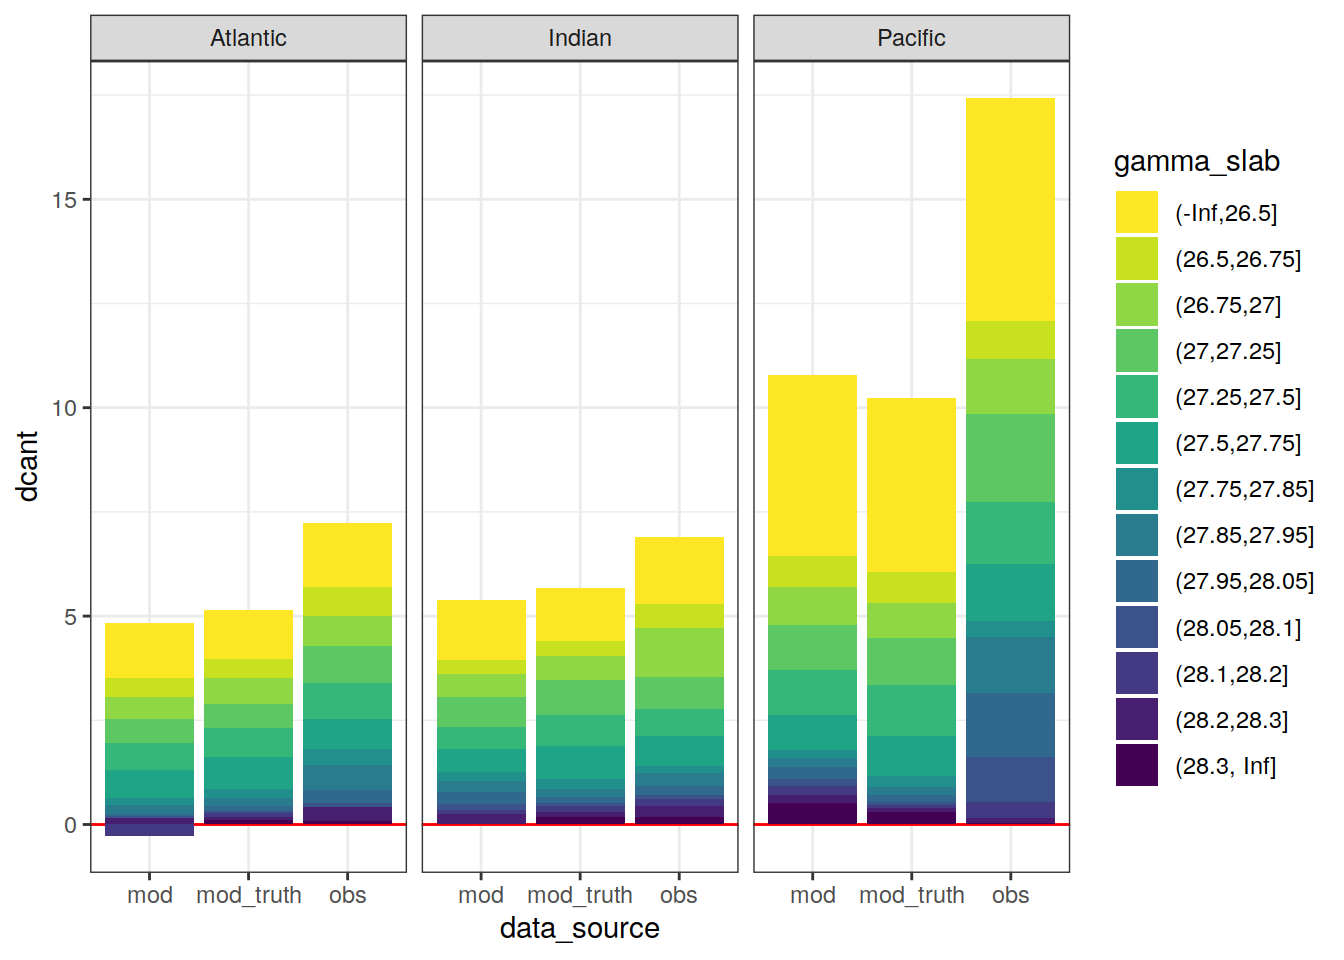 Atlantic
Indian
Pacific
15
10
5
0
dcant
mod
mod_truth
obs
mod
mod_truth
obs
mod
mod_truth
obs
data_source
gamma_slab
(-Inf,26.5]
(26.5,26.75]
(26.75,27]
(27,27.25]
(27.25,27.5]
(27.5,27.75]
(27.75,27.85]
(27.85,27.95]
(27.95,28.05]
(28.05,28.1]
(28.1,28.2]
(28.2,28.3]
(28.3, Inf]